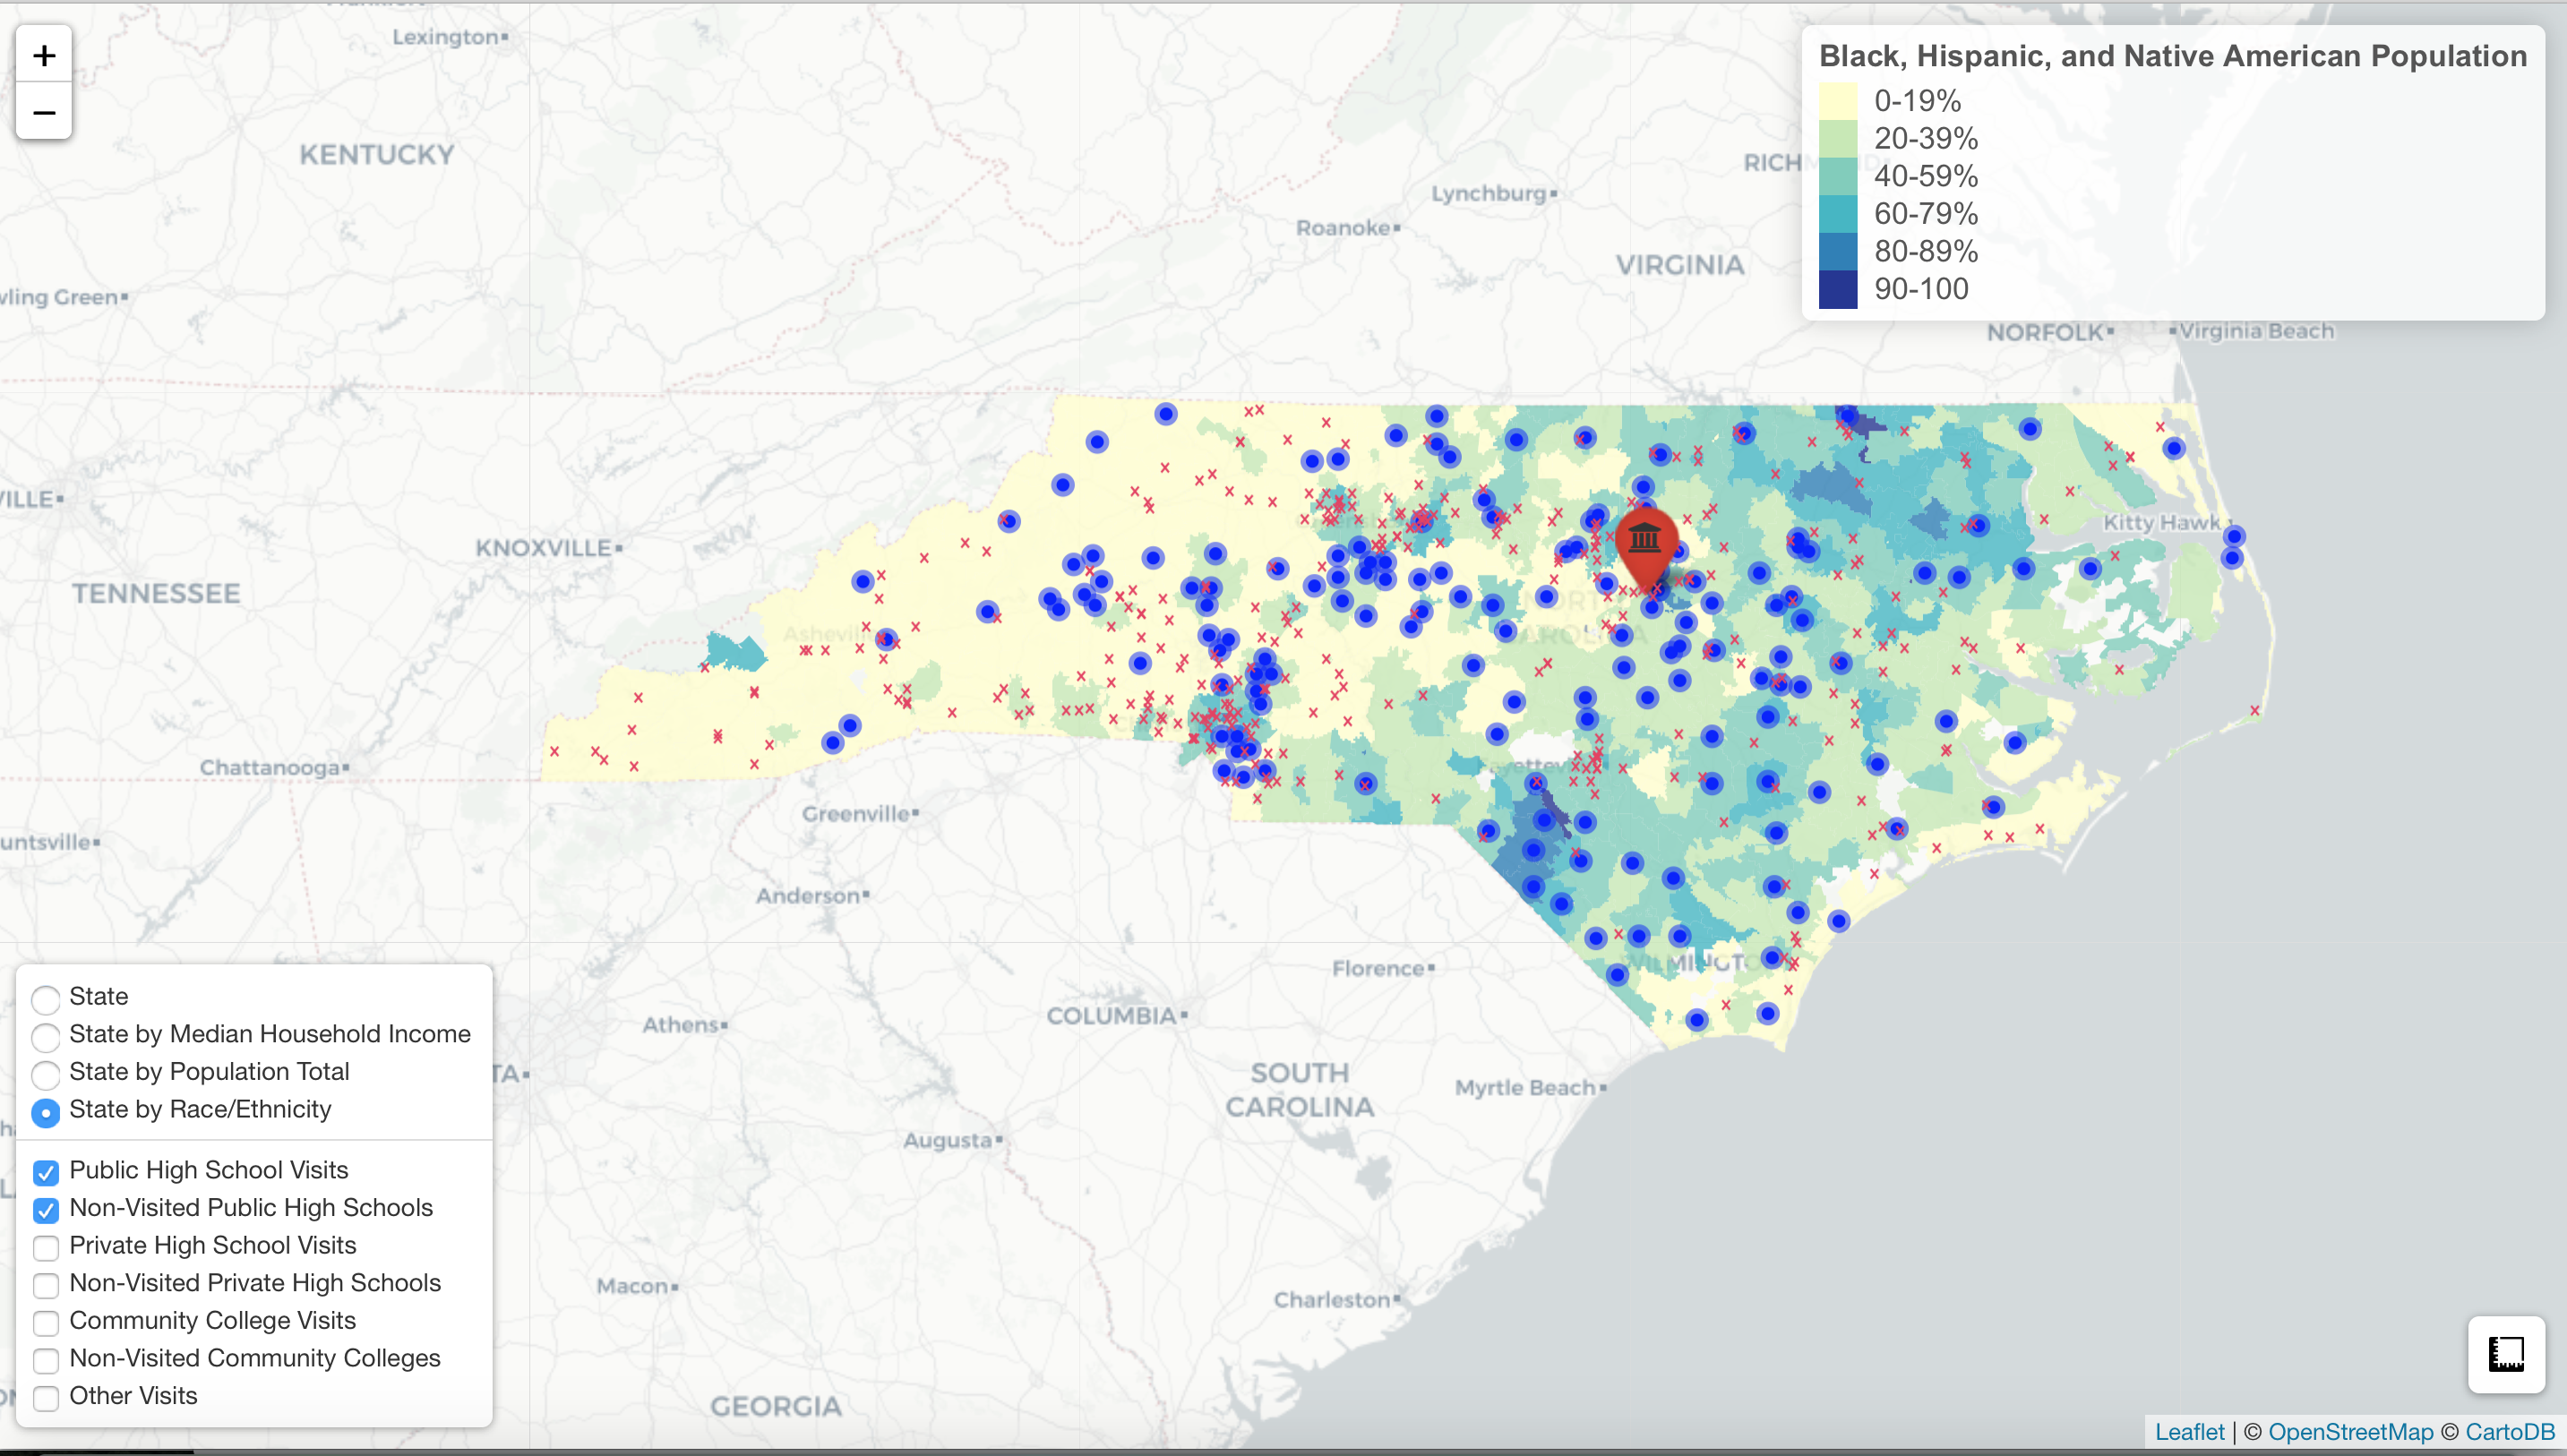 Lexington
+
Black, Hispanic, and Native American Population
0-19%
−
20-39%
KENTUCKY
RICH
40-59%
Lynchburg
60-79%
Roanoke
80-89%
VIRGINIA
90-100
wling Green
NORFOLK
Virginia Beach
VILLE
Kitty Hawk
KNOXVILLE
TENNESSEE
Asheville
Chattanooga
Fayettev
Greenville
untsville
Anderson
WILMINGTO
Florence
State
COLUMBIA
Athens
State by Median Household Income
State by Population Total
TA
SOUTH
CAROLINA
Myrtle Beach
State by Race/Ethnicity
Augusta
Public High School Visits
Non-Visited Public High Schools
Private High School Visits
Non-Visited Private High Schools
Macon
Charleston
Community College Visits
Non-Visited Community Colleges
Other Visits
GEORGIA
Leaflet | © OpenStreetMap © CartoDB